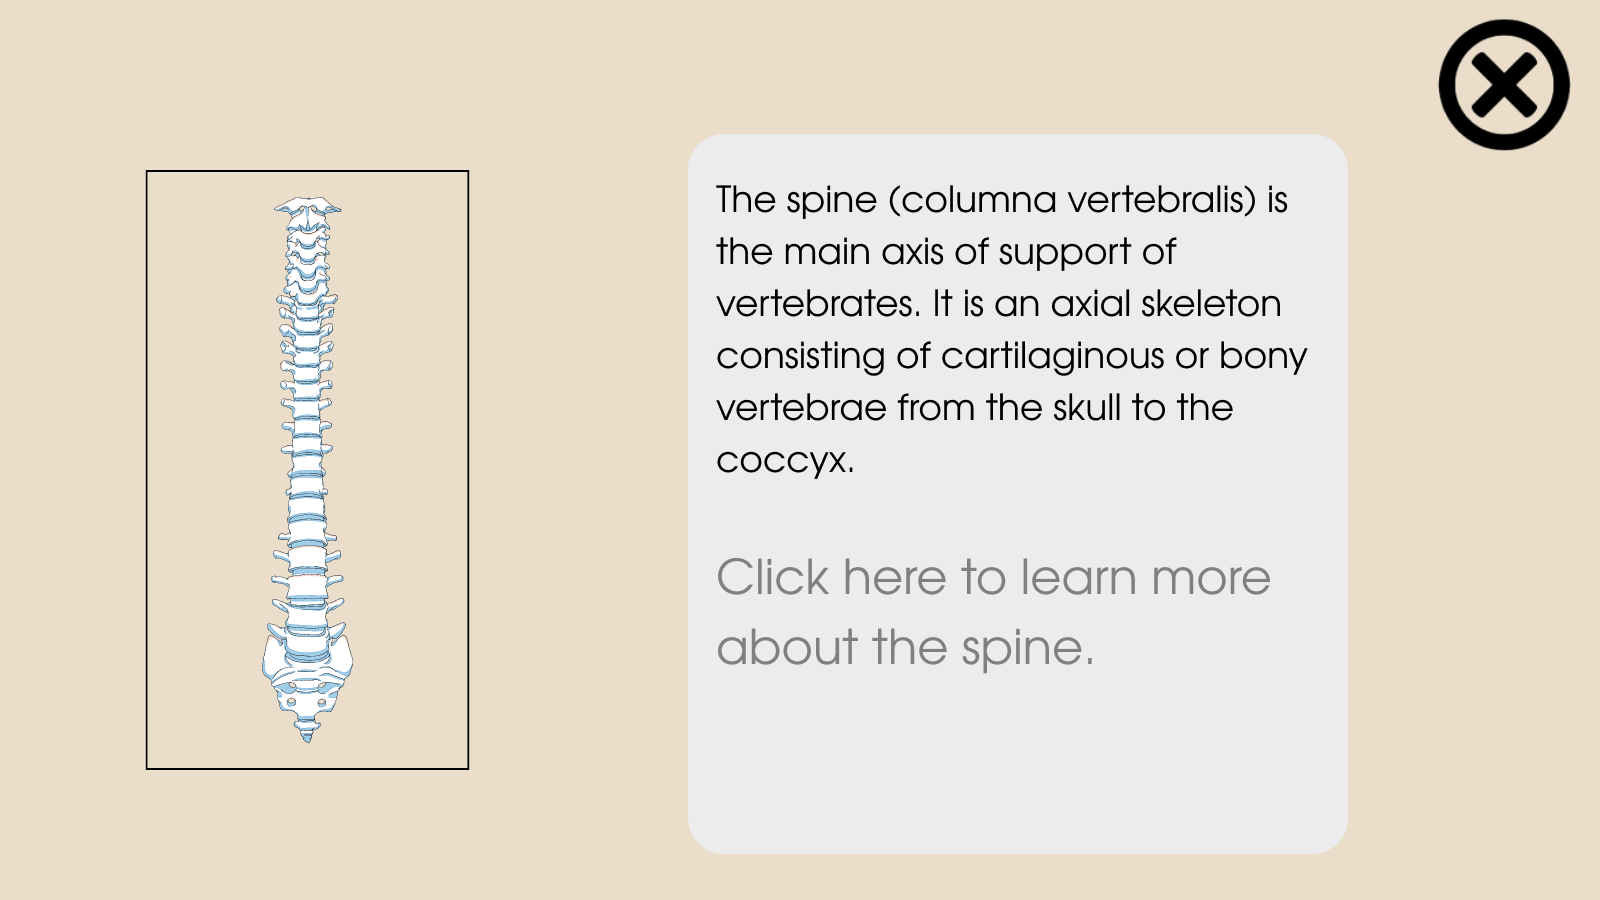 The spine (columna vertebralis) is
the main axis of support of
vertebrates. It is an axial skeleton
consisting of cartilaginous or bony
vertebrae from the skull to the
coccyx.
Click here to learn more
about the spine.